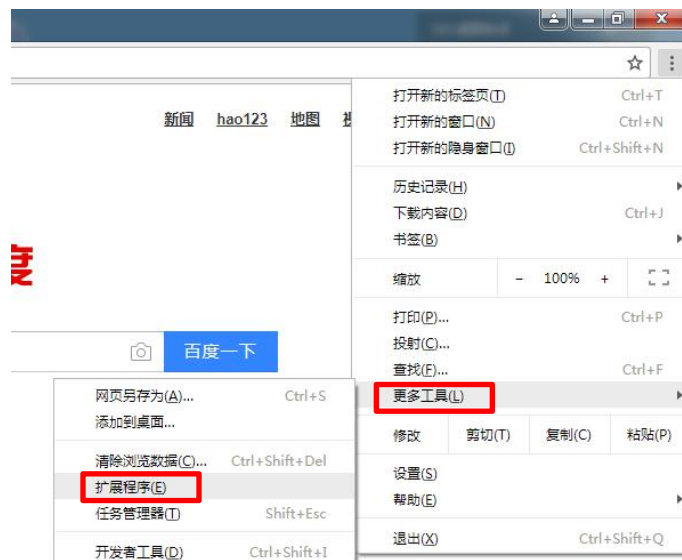 打开新的标签页(T) Ctrl+T
打开新的窗口(N) Ctrl+N
打开新的隐身窗口(I) Ctrl+Shift+N
新闻 hao123 地图
历史记录(H)
下载内容(D) Ctrl+J
书签(B)
度
缩放 - 100% +
打印(P)... Ctrl+P
投射(C)...
百度一下
查找(F)... Ctrl+F
更多工具(L)
网页另存为(A)... Ctrl+S
添加到桌面...
修改 剪切(T) 复制(C) 粘贴(P)
清除浏览数据(C)... Ctrl+Shift+Del
扩展程序(E)
任务管理器(T) Shift+Esc
开发者工具(D) Ctrl+Shift+I
设置(S)
帮助(E)
退出(X) Ctrl+Shift+Q